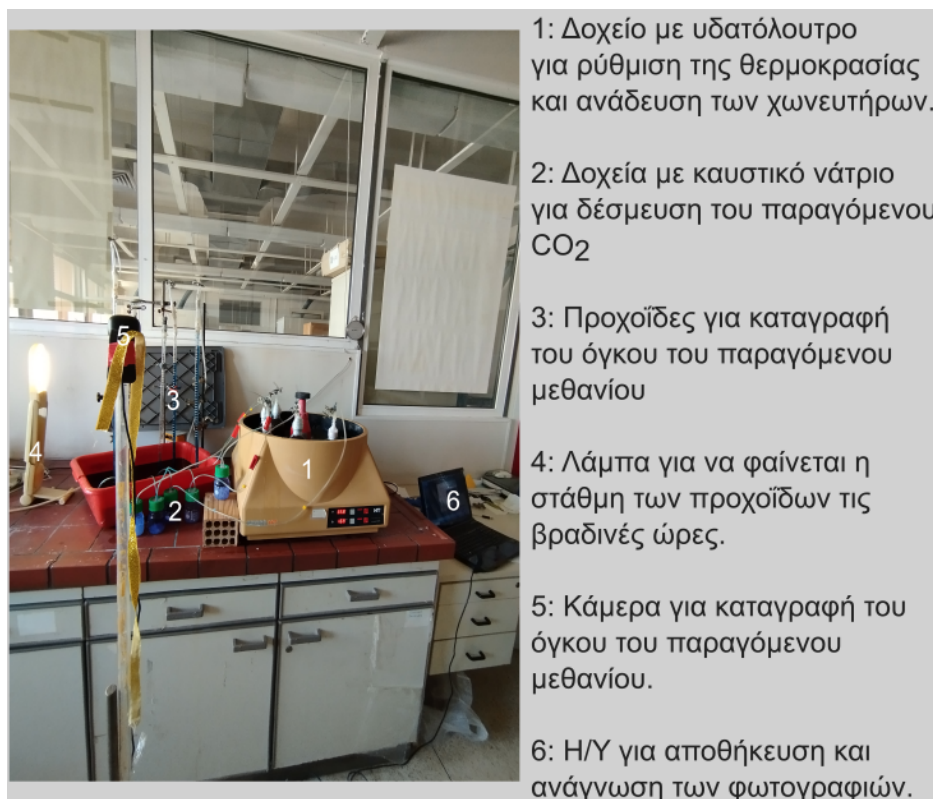 1: Δοχείο με υδατόλουτρο
για ρύθμιση της θερμοκρασίας
και ανάδευση των χωνευτήρων.
2: Δοχεία με καυστικό νάτριο
για δέσμευση του παραγόμενου
CO2
3: Προχοΐδες για καταγραφή
του όγκου του παραγόμενου
μεθανίου
4: Λάμπα για να φαίνεται η
στάθμη των προχοΐδων τις
βραδινές ώρες.
5: Κάμερα για καταγραφή του
όγκου του παραγόμενου
μεθανίου.
6: Η/Υ για αποθήκευση και
ανάγνωση των φωτογραφιών.
5
3
4
1
2
6